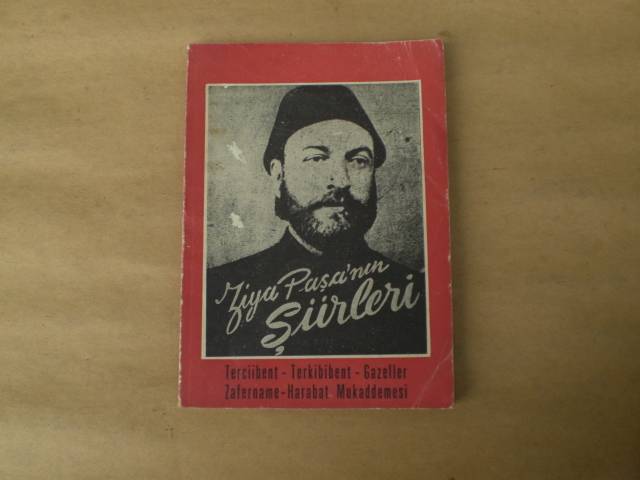 Ziya Paşa'nın
Şiirleri
Terciibent - Terkibibent - Gazeller
Zafername - Harabat Mukaddemesi